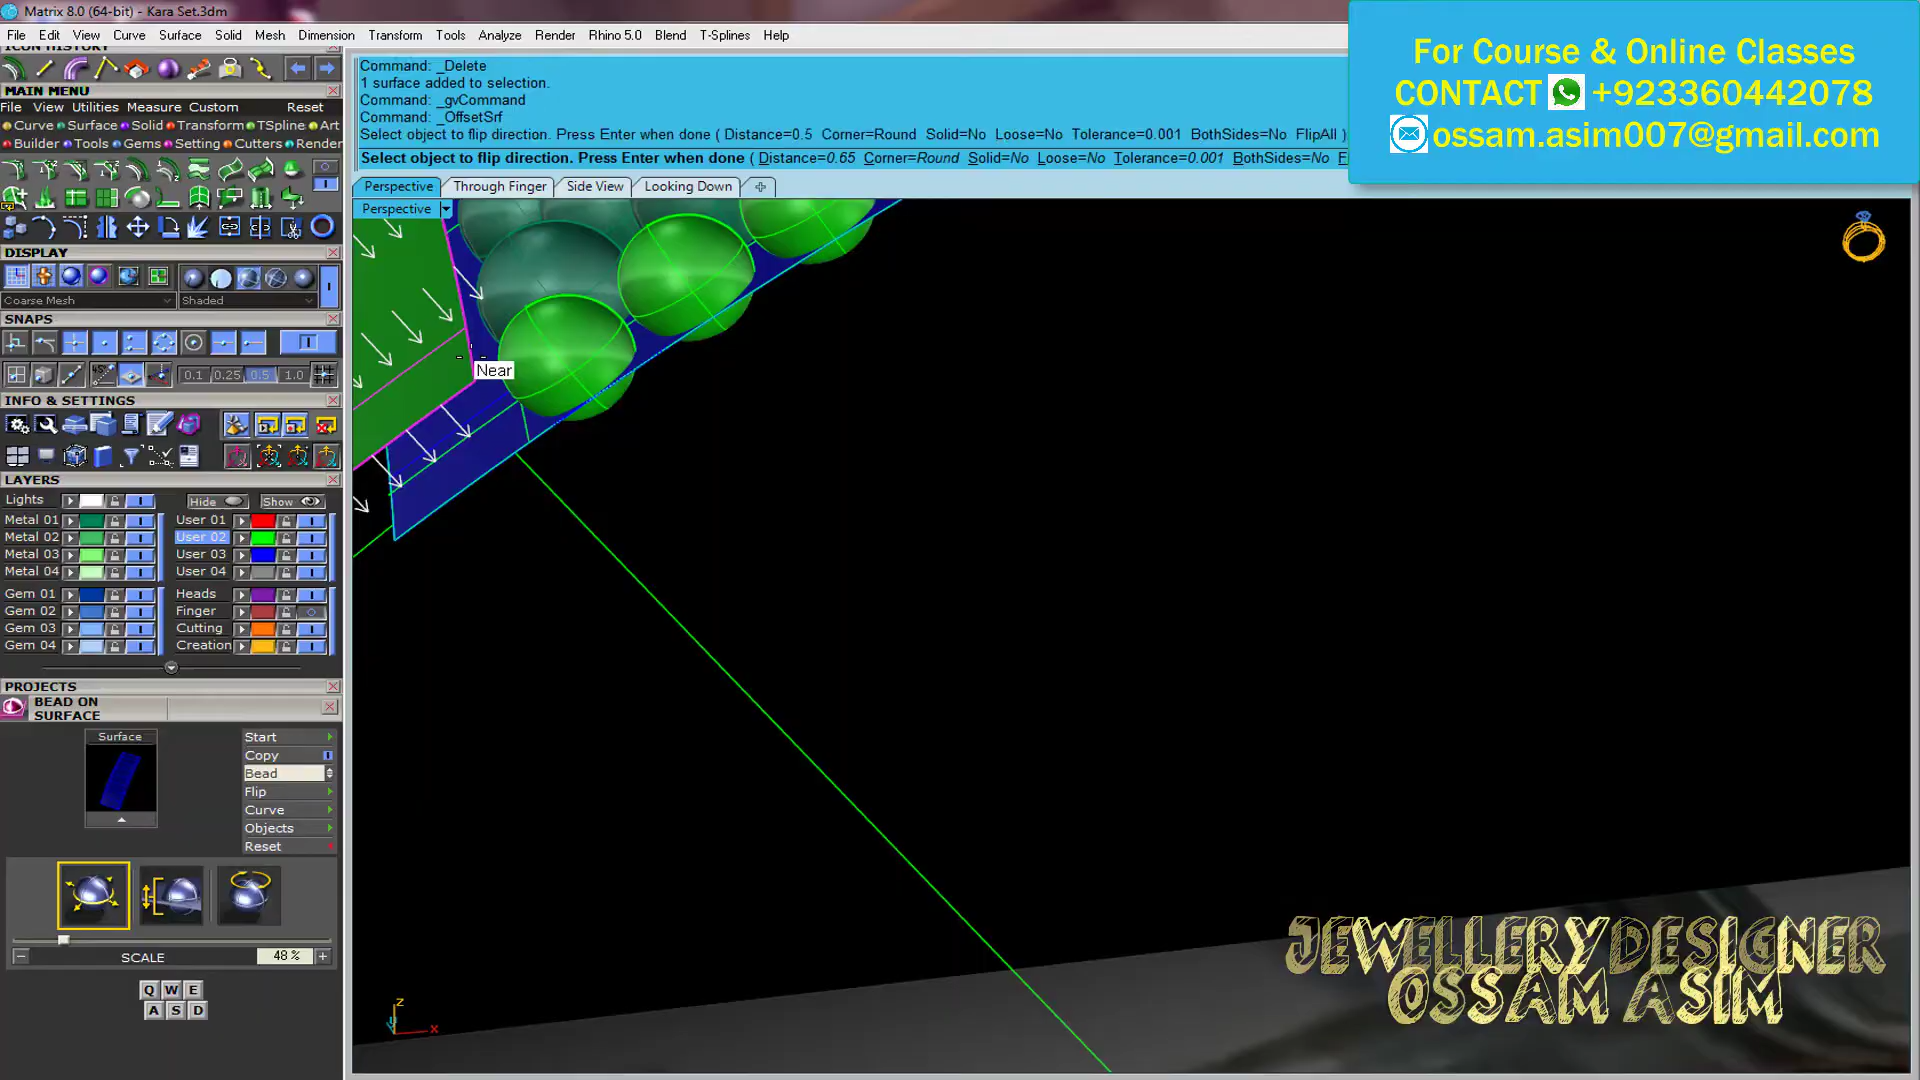 Matrix 8.0 (64-bit) - Kara Set.3dm
File Edit View Curve Surface Solid Mesh Dimension Transform Tools Analyze Render Rhino 5.0 Blend T-Splines Help
ICON HISTORY
MAIN MENU
File View Utilities Measure Custom Reset
Curve Surface Solid Transform TSpline Art
Builder Tools Gems Setting Cutters Render
DISPLAY
Coarse Mesh Shaded
SNAPS
0.1 0.25 0.5 1.0
INFO & SETTINGS
LAYERS
Lights Hide Show
Metal 01 User 01
Metal 02 User 02
Metal 03 User 03
Metal 04 User 04
Gem 01 Heads
Gem 02 Finger
Gem 03 Cutting
Gem 04 Creation
PROJECTS
BEAD ON
SURFACE
Surface
Start
Copy
Bead
Flip
Curve
Objects
Reset
SCALE 48 %
Q W E
A S D
Command: _Delete
1 surface added to selection.
Command: _gvCommand
Command: _OffsetSrf
Select object to flip direction. Press Enter when done ( Distance=0.5 Corner=Round Solid=No Loose=No Tolerance=0.001 BothSides=No FlipAll )
Select object to flip direction. Press Enter when done ( Distance=0.65 Corner=Round Solid=No Loose=No Tolerance=0.001 BothSides=No
Perspective Through Finger Side View Looking Down
Perspective
Near
z
x
For Course & Online Classes
CONTACT +923360442078
ossam.asim007@gmail.com
JEWELLERYDESIGNER
OSSAM ASIM